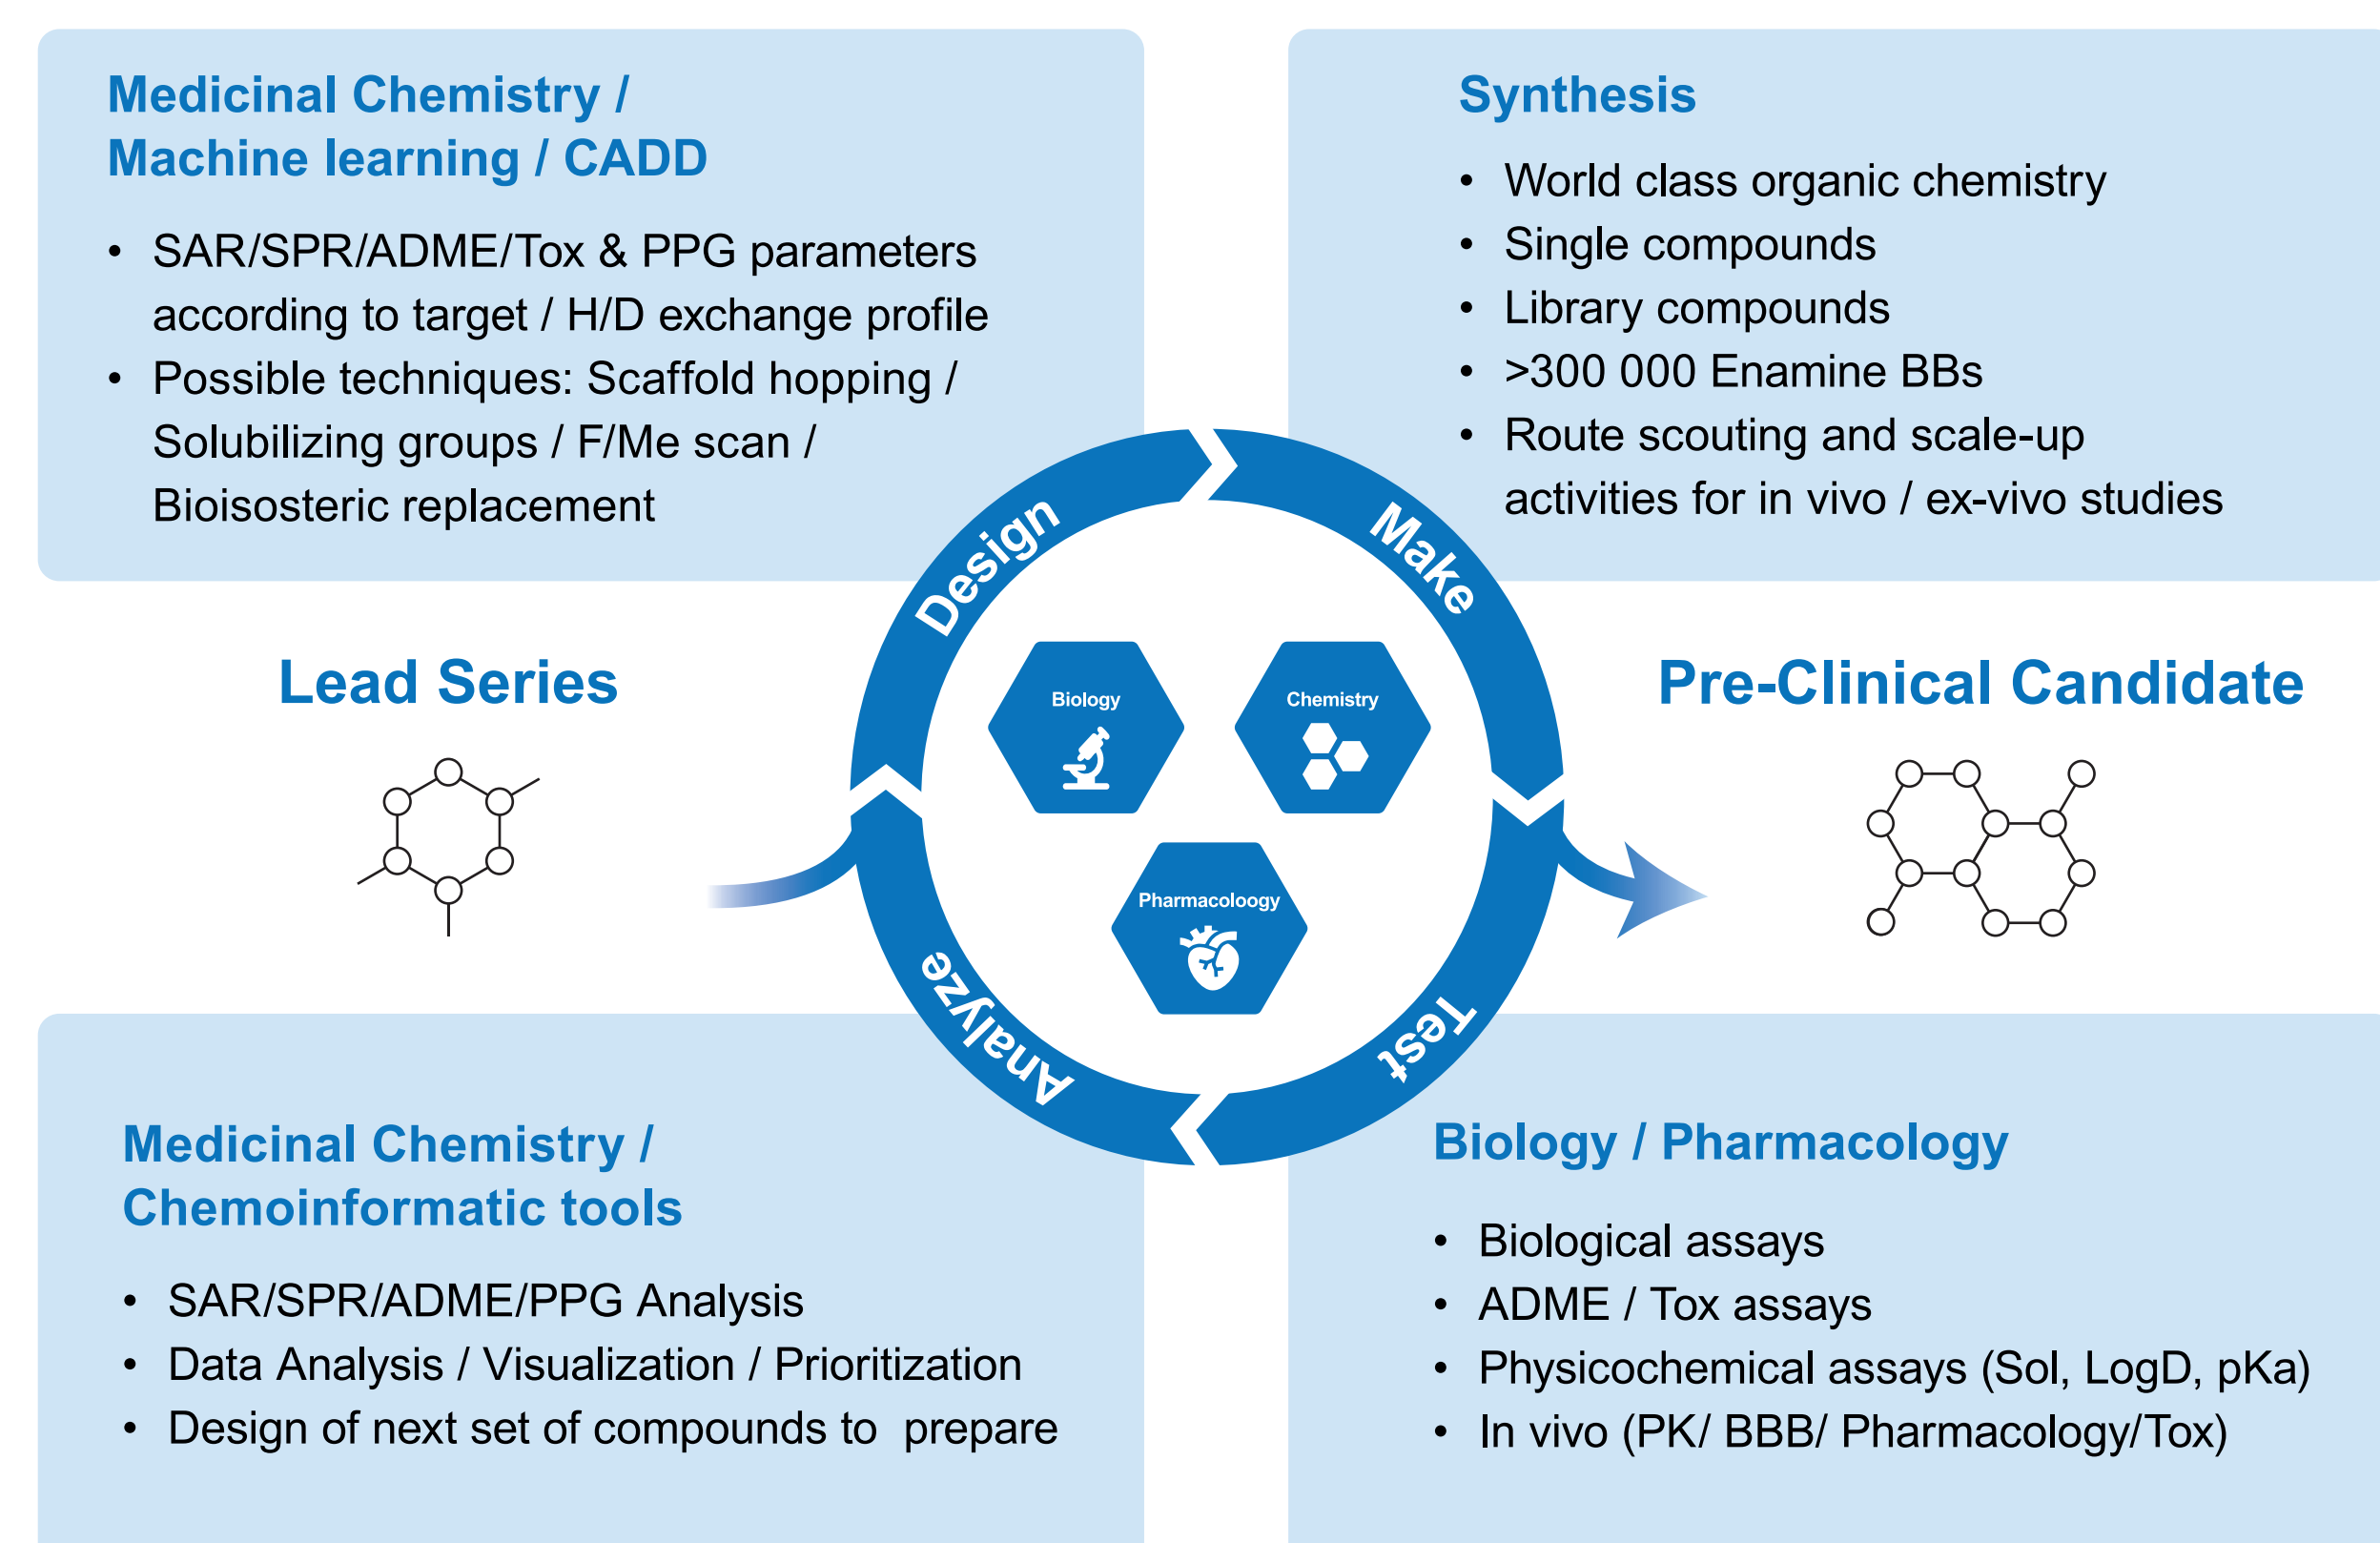 Medicinal Chemistry /
Machine learning / CADD
• SAR/SPR/ADME/Tox & PPG parameters
according to target / H/D exchange profile
• Possible techniques: Scaffold hopping /
Solubilizing groups / F/Me scan /
Bioisosteric replacement
Synthesis
• World class organic chemistry
• Single compounds
• Library compounds
• >300 000 Enamine BBs
• Route scouting and scale-up
activities for in vivo / ex-vivo studies
Design
Make
Lead Series
Biology
Chemistry
Pharmacoloogy
Pre-Clinical Candidate
Analyze
Test
Medicinal Chemistry /
Chemoinformatic tools
• SAR/SPR/ADME/PPG Analysis
• Data Analysis / Visualization / Prioritization
• Design of next set of compounds to  prepare
Biology / Pharmacology
• Biological assays
• ADME / Tox assays
• Physicochemical assays (Sol, LogD, pKa)
• In vivo (PK/ BBB/ Pharmacology/Tox)